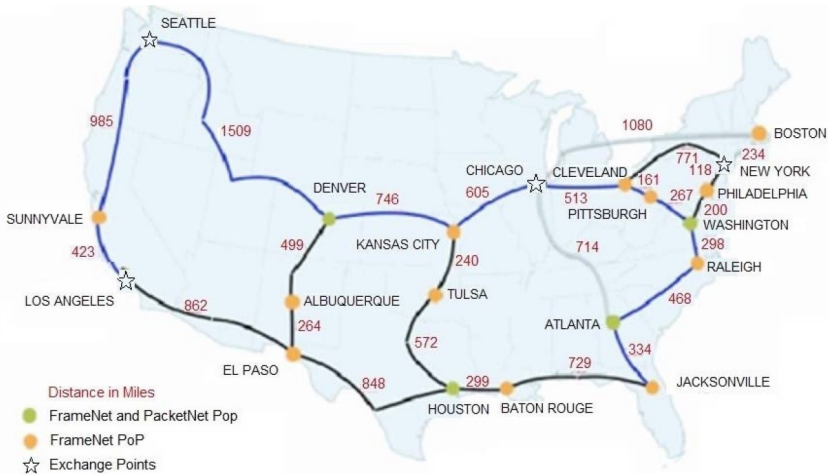 SEATTLE
985
1509
1080
BOSTON
771
234
CHICAGO
CLEVELAND
118
NEW YORK
161
DENVER
746
605
513
267
PHILADELPHIA
PITTSBURGH
200
WASHINGTON
SUNNYVALE
499
KANSAS CITY
714
298
423
240
RALEIGH
LOS ANGELES
862
ALBUQUERQUE
TULSA
468
264
ATLANTA
572
334
EL PASO
848
299
729
JACKSONVILLE
HOUSTON
BATON ROUGE
Distance in Miles
FrameNet and PacketNet Pop
FrameNet PoP
Exchange Points